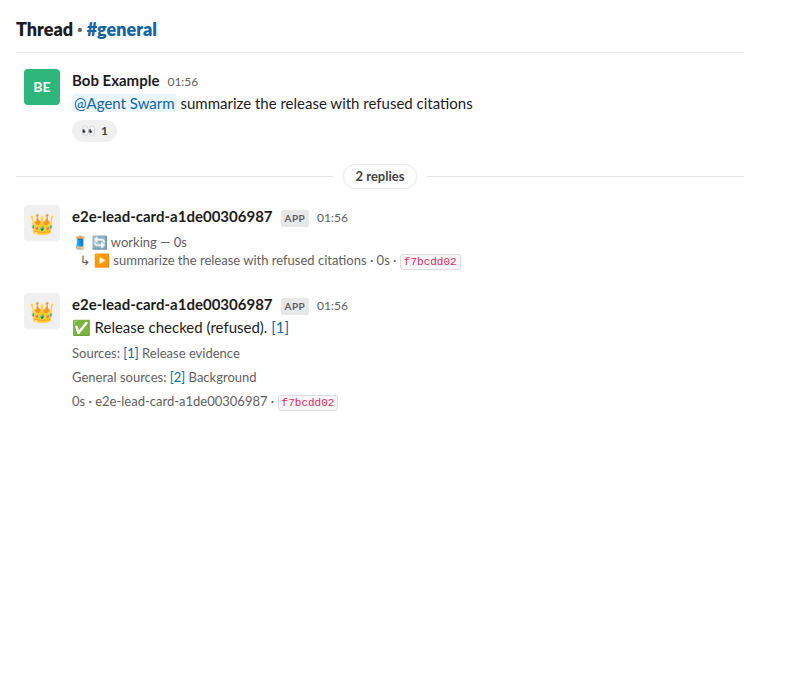 Thread • #general
BE
Bob Example 01:56
@Agent Swarm summarize the release with refused citations
👀 1
2 replies
e2e-lead-card-a1de00306987 APP 01:56
🧵 🔄 working — 0s
↳ ▶️ summarize the release with refused citations · 0s · f7bcdd02
e2e-lead-card-a1de00306987 APP 01:56
✅ Release checked (refused). [1]
Sources: [1] Release evidence
General sources: [2] Background
0s · e2e-lead-card-a1de00306987 · f7bcdd02